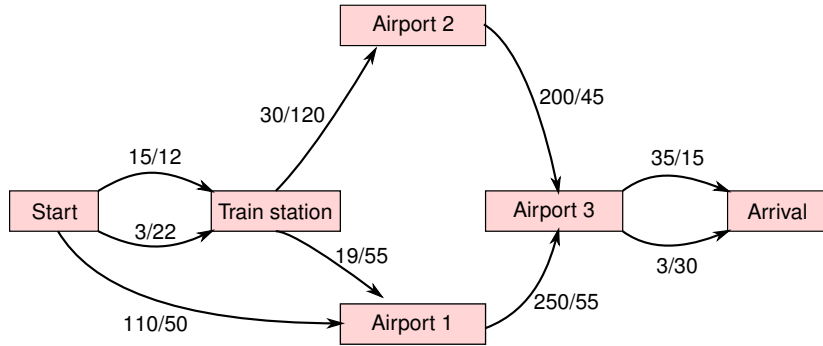 Airport 2
30/120
200/45
15/12
35/15
Start
Train station
Airport 3
Arrival
3/22
19/55
3/30
110/50
Airport 1
250/55